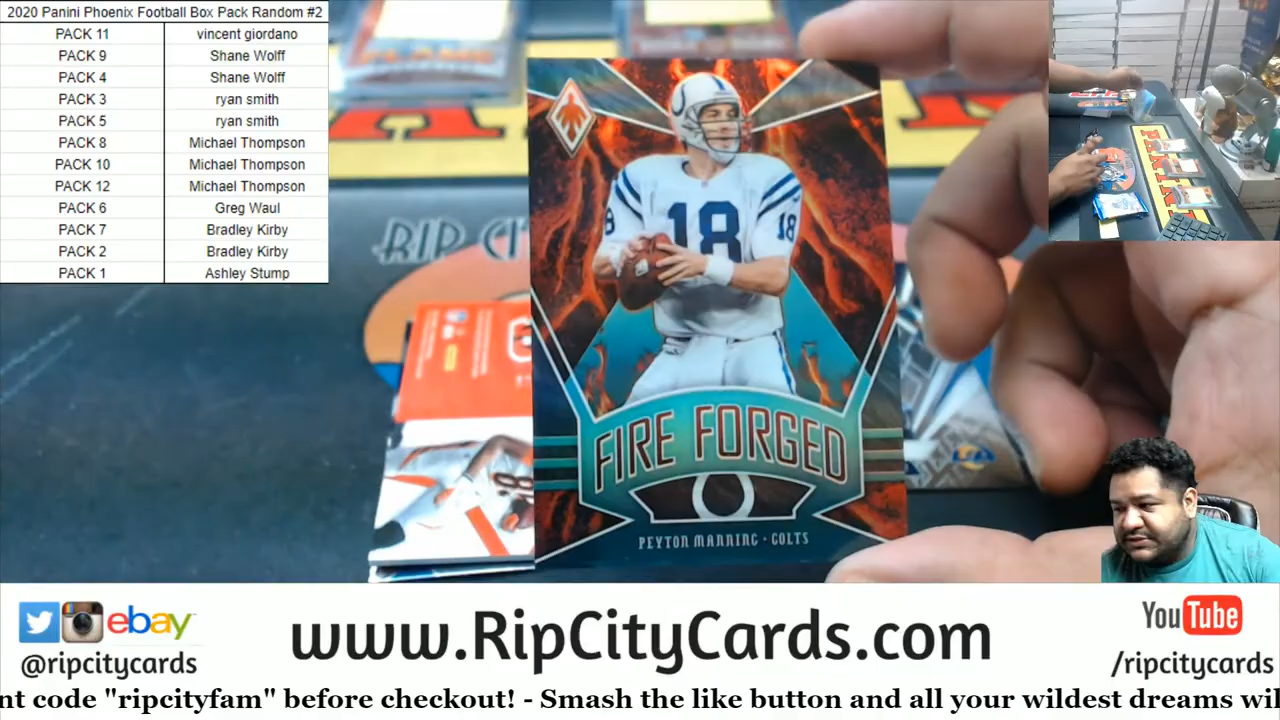 2020 Panini Phoenix Football Box Pack Random #2
PACK 11 vincent giordano
PACK 9 Shane Wolff
PACK 4 Shane Wolff
PACK 3 ryan smith
PACK 5 ryan smith
PACK 8 Michael Thompson
PACK 10 Michael Thompson
PACK 12 Michael Thompson
PACK 6 Greg Waul
PACK 7 Bradley Kirby
PACK 2 Bradley Kirby
PACK 1 Ashley Stump
RIP CI
18
8
18
FIRE FORGED
PEYTON MANNING · COLTS
ebay
@ripcitycards
www.RipCityCards.com
YouTube
/ripcitycards
nt code "ripcityfam" before checkout! - Smash the like button and all your wildest dreams wil